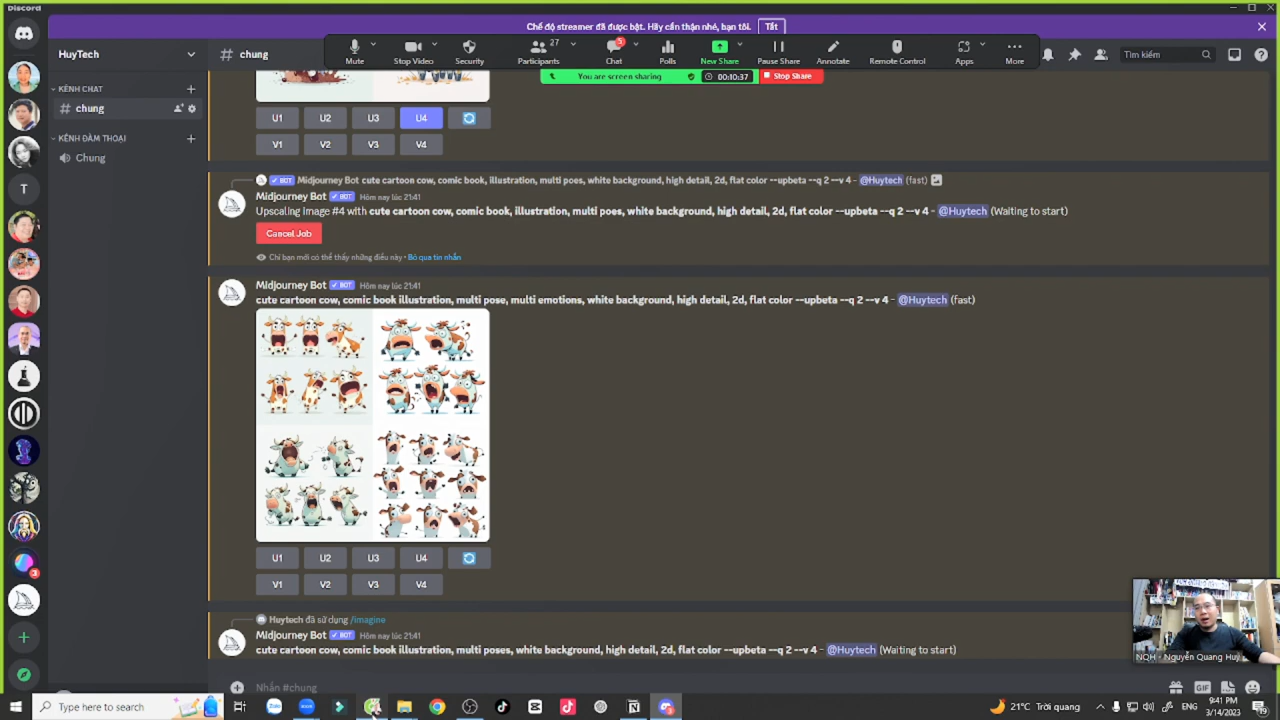 Discord
Chế độ streamer đã được bật. Hãy cẩn thận nhé, bạn tôi. Tắt
HuyTech
# chung
Mute
Stop Video
Security
27
Participants
5
Chat
Polls
New Share
Pause Share
Annotate
Remote Control
Apps
More
Tìm kiếm
You are screen sharing 00:10:37 Stop Share
KÊNH CHAT
# chung
KÊNH ĐÀM THOẠI
Chung
T
3
U1 U2 U3 U4
V1 V2 V3 V4
BOT Midjourney Bot cute cartoon cow, comic book, illustration, multi poes, white background, high detail, 2d, flat color --upbeta --q 2 --v 4 - @Huytech (fast)
Midjourney Bot BOT Hôm nay lúc 21:41
Upscaling image #4 with cute cartoon cow, comic book, illustration, multi poes, white background, high detail, 2d, flat color --upbeta --q 2 --v 4 - @Huytech (Waiting to start)
Cancel Job
Chỉ bạn mới có thể thấy những điều này • Bỏ qua tin nhắn
Midjourney Bot BOT Hôm nay lúc 21:41
cute cartoon cow, comic book illustration, multi pose, multi emotions, white background, high detail, 2d, flat color --upbeta --q 2 --v 4 - @Huytech (fast)
U1 U2 U3 U4
V1 V2 V3 V4
Huytech đã sử dụng /imagine
Midjourney Bot BOT Hôm nay lúc 21:41
cute cartoon cow, comic book, illustration, multi poses, white background, high detail, 2d, flat color --upbeta --q 2 --v 4 - @Huytech (Waiting to start)
Nhắn #chung
GIF
NQH - Nguyễn Quang Huy
Type here to search
Zalo
zoom
21°C Trời quang
9:41 PM
3/14/2023